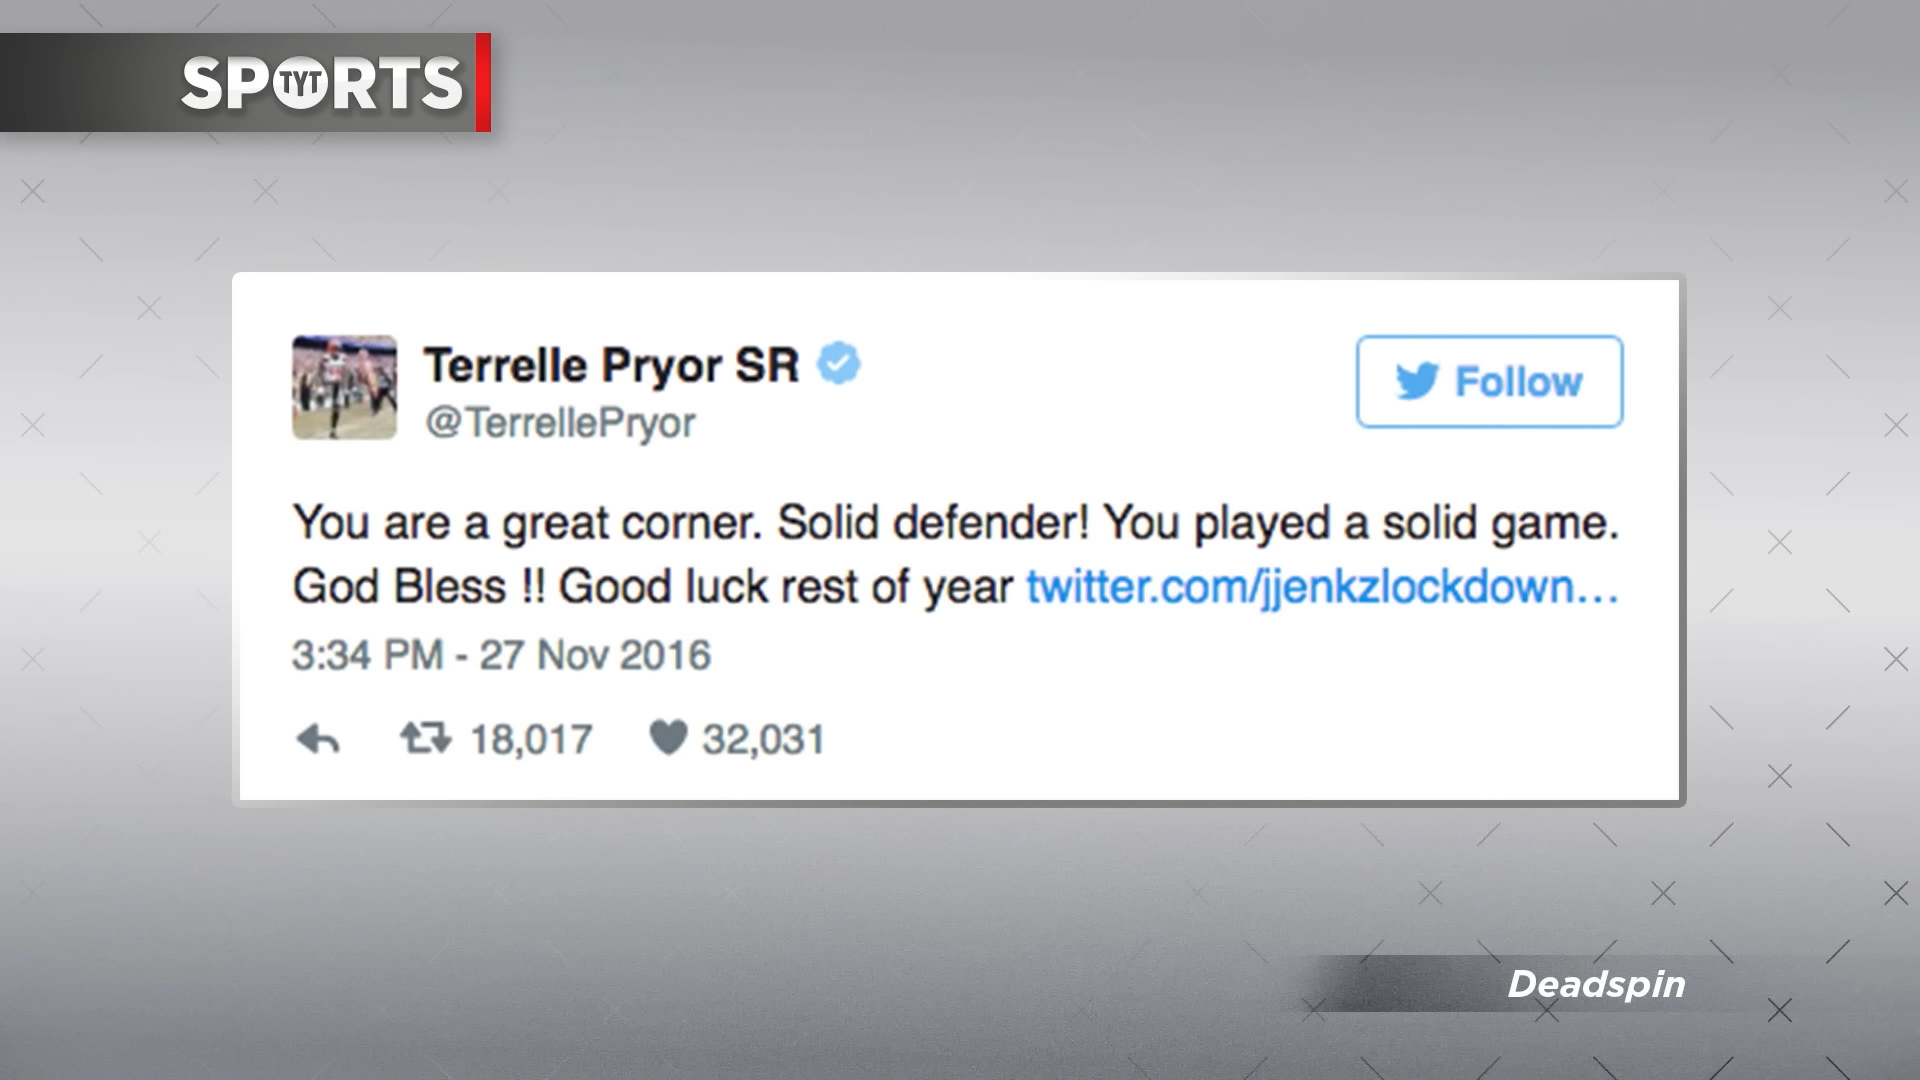 SPORTS
TYT
Terrelle Pryor SR
@TerrellePryor
Follow
You are a great corner. Solid defender! You played a solid game.
God Bless !! Good luck rest of year twitter.com/jjenkzlockdown…
3:34 PM - 27 Nov 2016
18,017 32,031
Deadspin